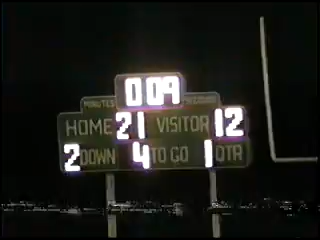 0:09
MINUTES SECONDS
HOME 21 VISITOR 12
2 DOWN 4 TO GO 1 QTR